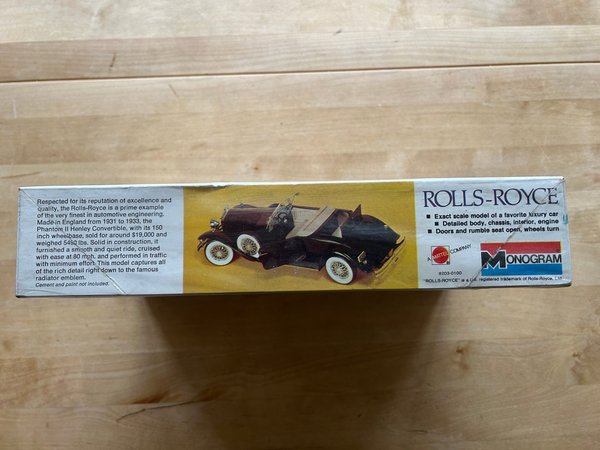 Respected for its reputation of excellence and
quality, the Rolls-Royce is a prime example
of the very finest in automotive engineering.
Made in England from 1931 to 1933, the
Phantom II Henley Convertible, with its 150
inch wheelbase, sold for around $19,000 and
weighed 5490 lbs. Solid in construction, it
furnished a smooth and quiet ride, cruised
with ease at 80 mph, and performed in traffic
with minimum effort. This model captures all
of the rich detail right down to the famous
radiator emblem.
Cement and paint not included.
ROLLS-ROYCE
■ Exact scale model of a favorite luxury car
■ Detailed body, chassis, interior, engine
■ Doors and rumble seat open, wheels turn
A MATTEL COMPANY
MONOGRAM
8203-0100
"ROLLS-ROYCE" is a registered trademark of Rolls-Royce, Ltd.